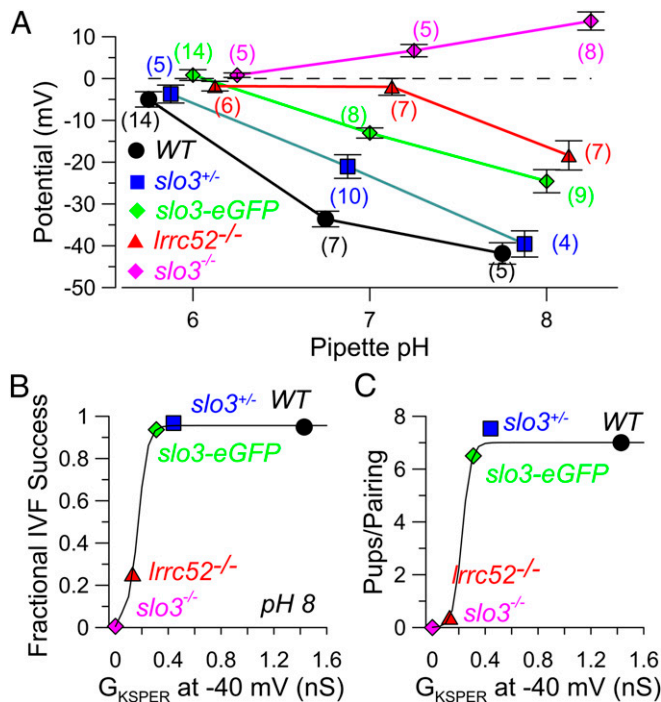 A
Potential (mV)
10
0
-10
-20
-30
-40
-50
(5)
(14)
(5)
(5)
(8)
(14)
(6)
(7)
(8)
(7)
(10)
(9)
(7)
(5)
(4)
WT
slo3+/-
slo3-eGFP
lrrc52-/-
slo3-/-
6 7 8
Pipette pH
B
Fractional IVF Success
1
0.8
0.6
0.4
0.2
0
slo3+/- WT
slo3-eGFP
lrrc52-/-
slo3-/- pH 8
0 0.4 0.8 1.2 1.6
GKSPER at -40 mV (nS)
C
Pups/Pairing
8
6
4
2
0
slo3+/- WT
slo3-eGFP
lrrc52-/-
slo3-/-
0 0.4 0.8 1.2 1.6
GKSPER at -40 mV (nS)